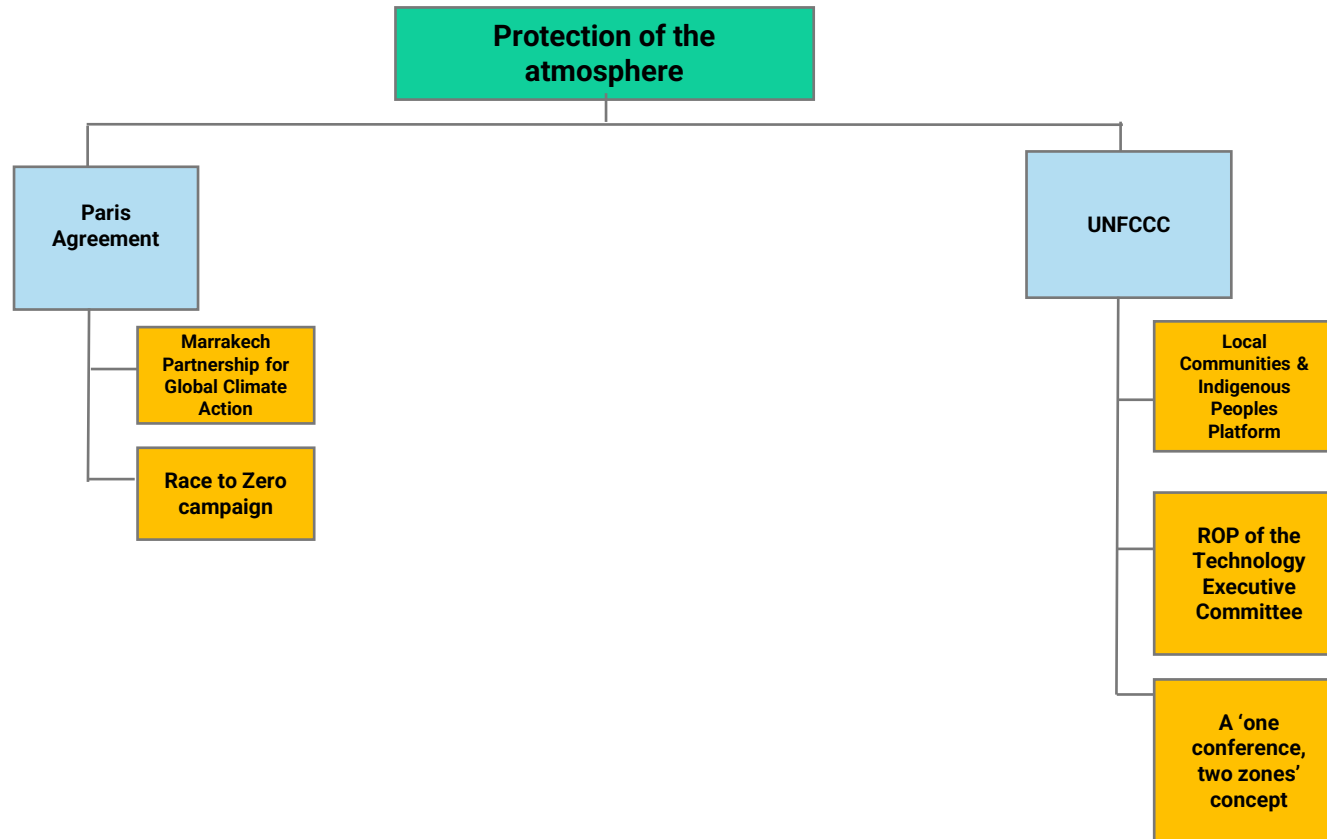 Protection of the
atmosphere
Paris
Agreement
UNFCCC
Marrakech
Partnership for
Global Climate
Action
Race to Zero
campaign
Local
Communities &
Indigenous
Peoples
Platform
ROP of the
Technology
Executive
Committee
A ‘one
conference,
two zones’
concept